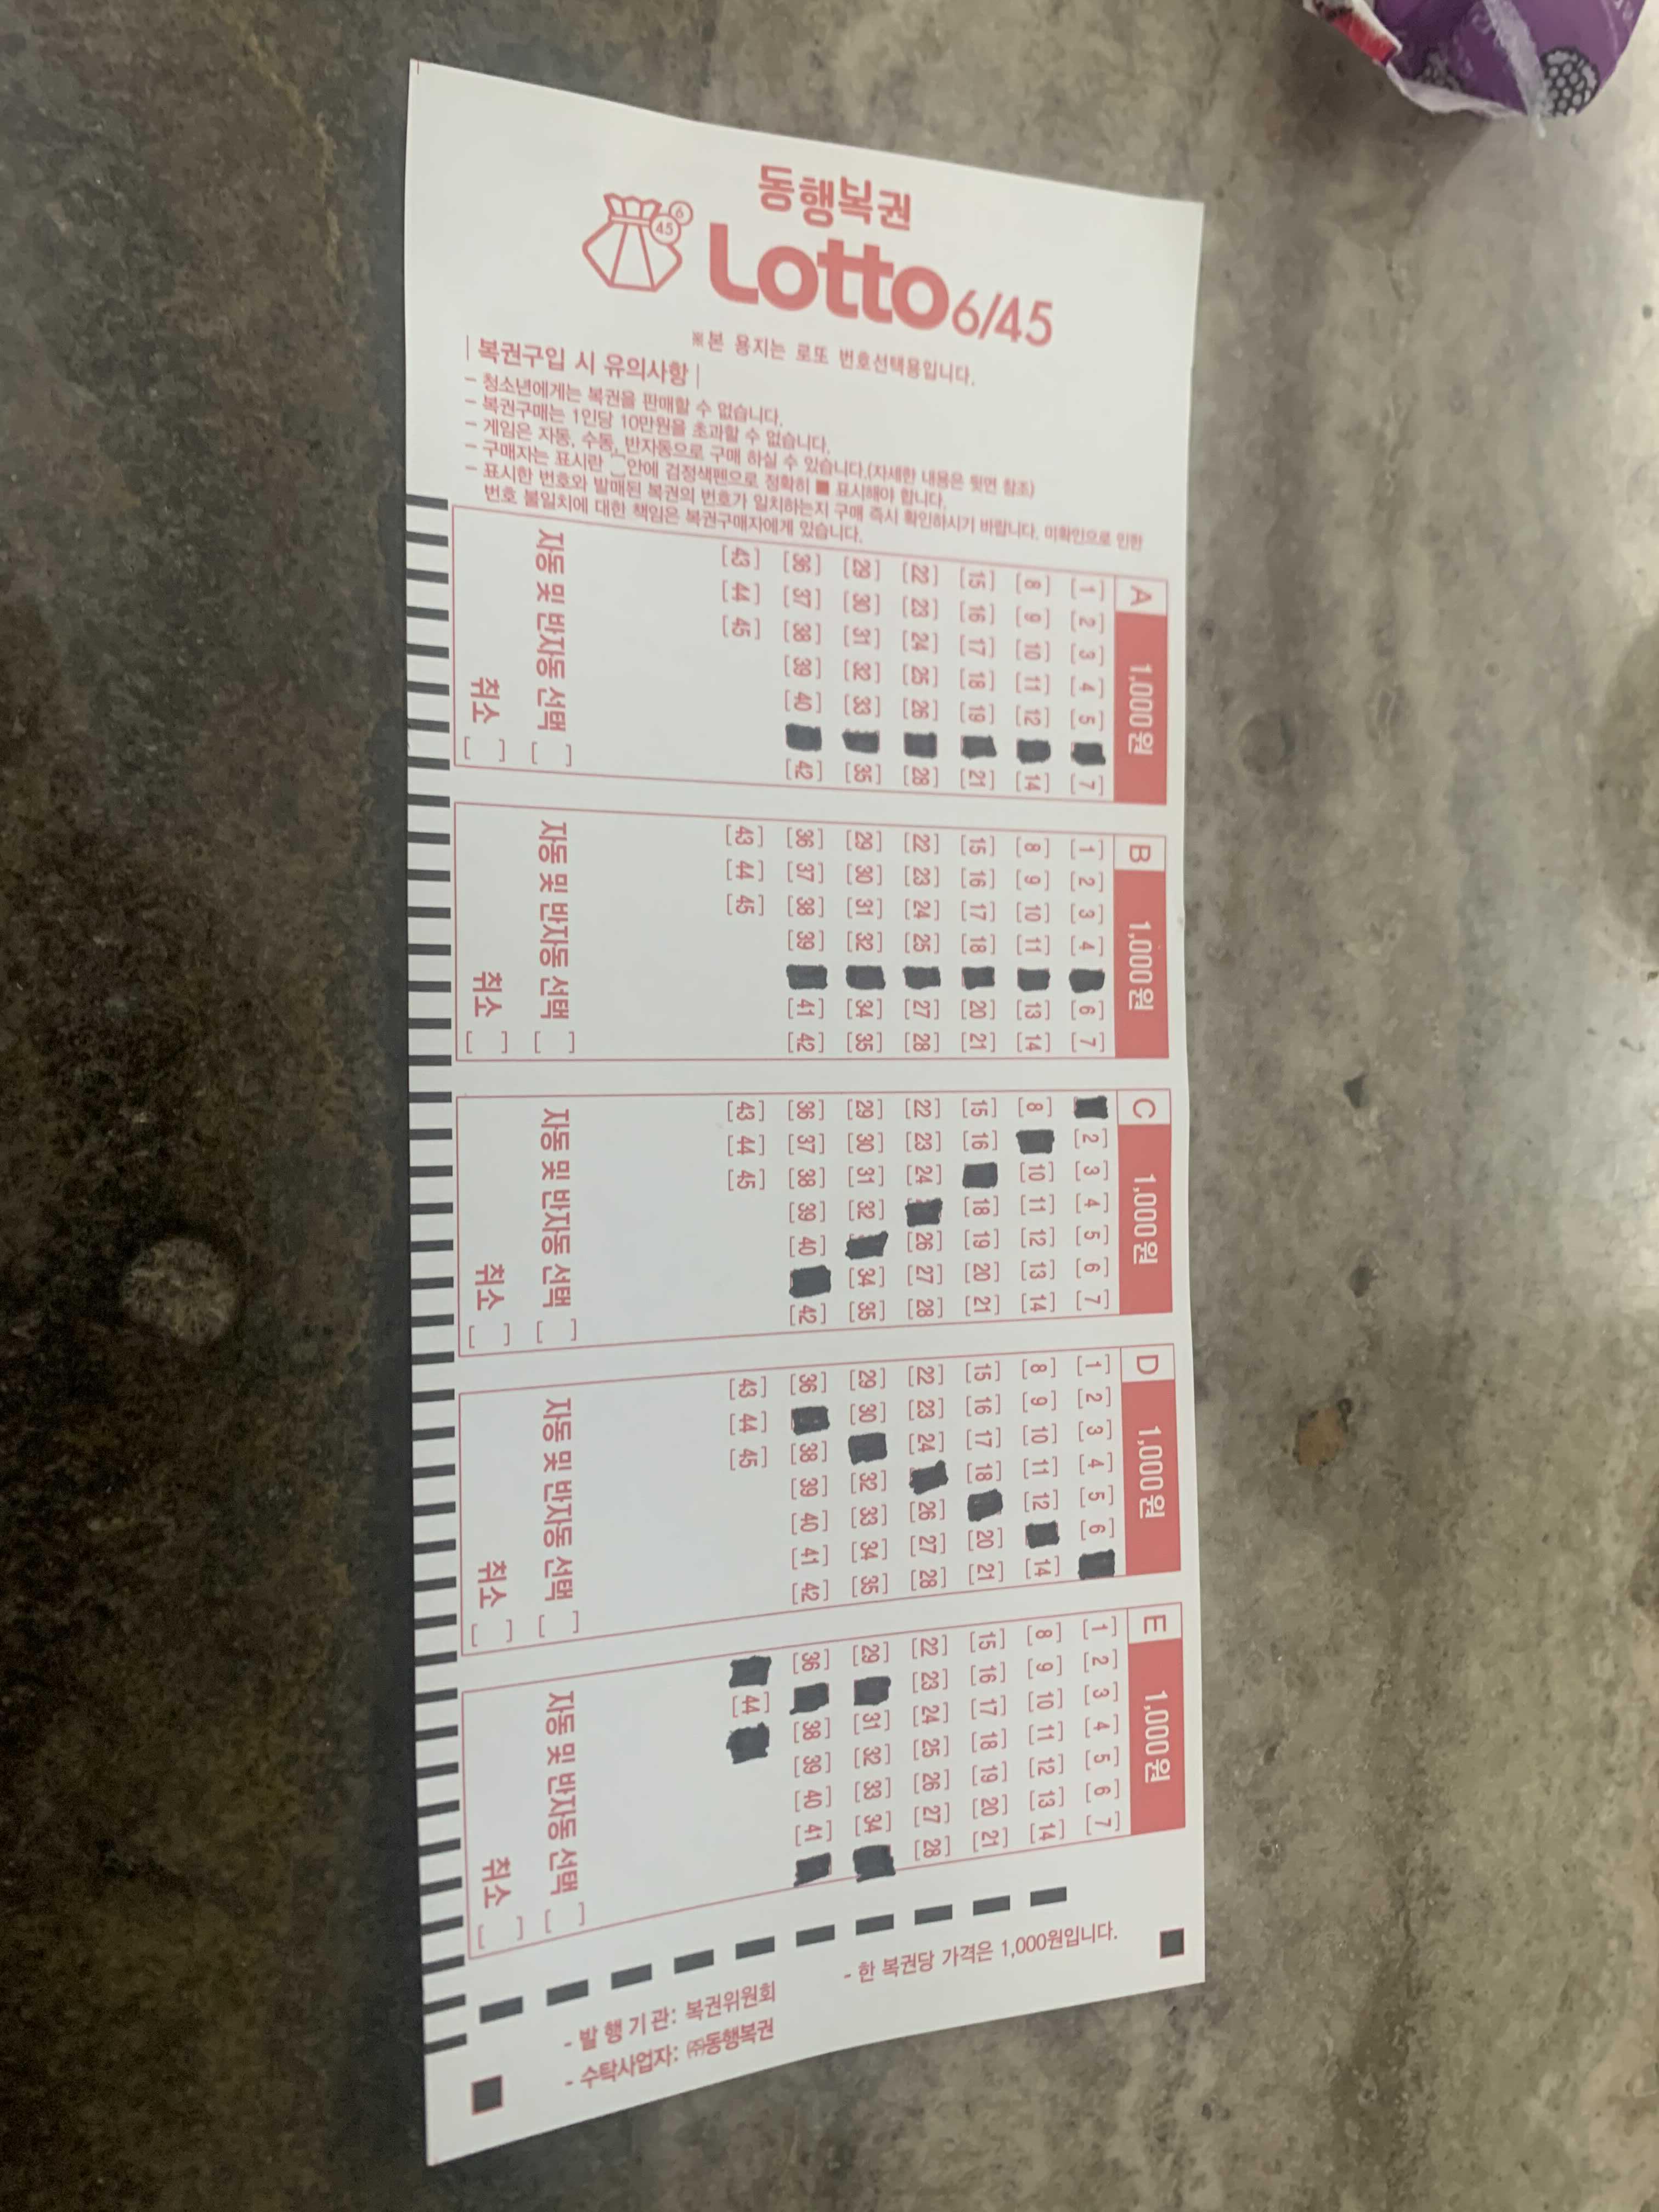 동행복권
6
45
Lotto 6/45
※본 용지는 로또 번호선택용입니다.
| 복권구입 시 유의사항 |
- 청소년에게는 복권을 판매할 수 없습니다.
- 복권구매는 1인당 10만원을 초과할 수 없습니다.
- 게임은 자동, 수동, 반자동으로 구매 하실 수 있습니다.(자세한 내용은 뒷면 참조)
- 구매자는 표시란 [ ]안에 검정색펜으로 정확히 ■ 표시해야 합니다.
- 표시한 번호와 발매된 복권의 번호가 일치하는지 구매 즉시 확인하시기 바랍니다. 미확인으로 인한
번호 불일치에 대한 책임은 복권구매자에게 있습니다.
A 1,000원
[1] [2] [3] [4] [5] [7]
[8] [9] [10] [11] [12] [14]
[15] [16] [17] [18] [19] [21]
[22] [23] [24] [25] [26] [28]
[29] [30] [31] [32] [33] [35]
[36] [37] [38] [39] [40] [42]
[43] [44] [45]
자동 및 반자동 선택 [ ]
취소 [ ]
B 1,000원
[1] [2] [3] [4] [6] [7]
[8] [9] [10] [11] [13] [14]
[15] [16] [17] [18] [20] [21]
[22] [23] [24] [25] [27] [28]
[29] [30] [31] [32] [34] [35]
[36] [37] [38] [39] [41] [42]
[43] [44] [45]
자동 및 반자동 선택 [ ]
취소 [ ]
C 1,000원
[2] [3] [4] [5] [6] [7]
[8] [10] [11] [12] [13] [14]
[15] [16] [18] [19] [20] [21]
[22] [23] [24] [26] [27] [28]
[29] [30] [31] [32] [34] [35]
[36] [37] [38] [39] [40] [42]
[43] [44] [45]
자동 및 반자동 선택 [ ]
취소 [ ]
D 1,000원
[1] [2] [3] [4] [5] [6]
[8] [9] [10] [11] [12] [14]
[15] [16] [17] [18] [20] [21]
[22] [23] [24] [26] [27] [28]
[29] [30] [32] [33] [34] [35]
[36] [38] [39] [40] [41] [42]
[43] [44] [45]
자동 및 반자동 선택 [ ]
취소 [ ]
E 1,000원
[1] [2] [3] [4] [5] [6] [7]
[8] [9] [10] [11] [12] [13] [14]
[15] [16] [17] [18] [19] [20] [21]
[22] [23] [24] [25] [26] [27] [28]
[29] [31] [32] [33] [34]
[36] [38] [39] [40] [41]
[44]
자동 및 반자동 선택 [ ]
취소 [ ]
- 한 복권당 가격은 1,000원입니다.
- 발 행 기 관: 복권위원회
- 수탁사업자: ㈜동행복권